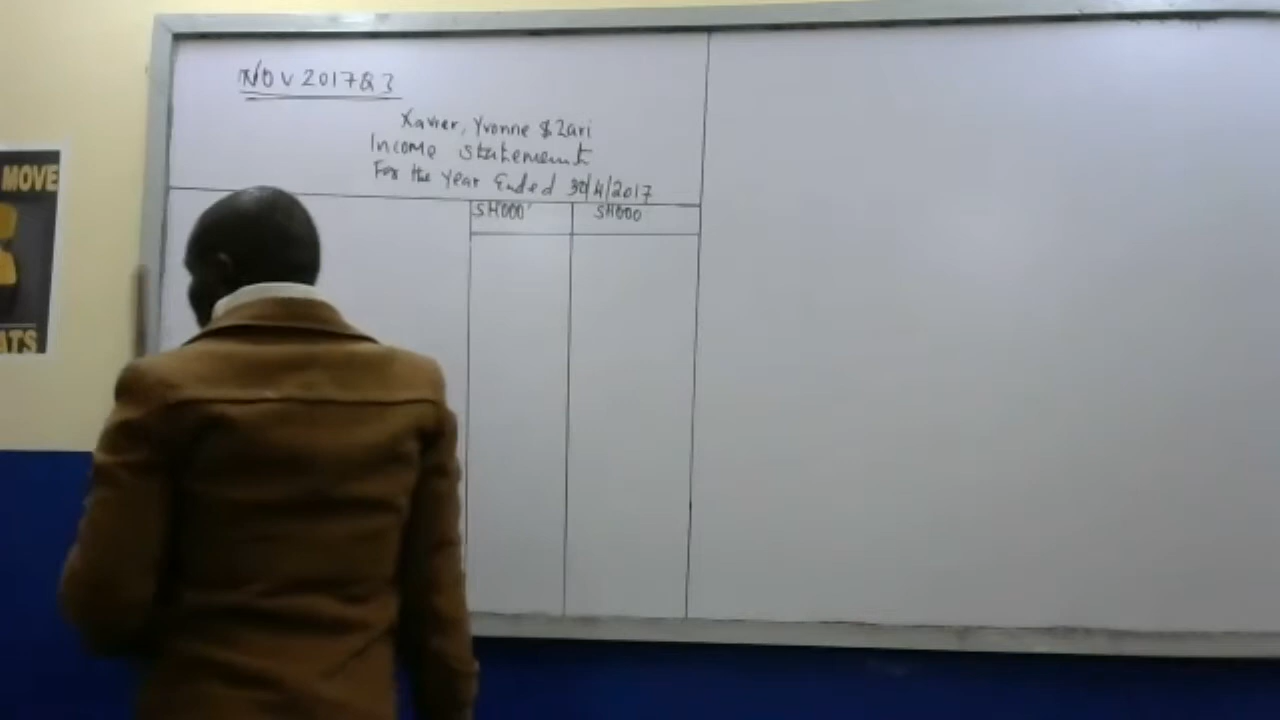 NOV 2017 Q3
Xavier, Yvonne & Zari
Income statement
For the Year Ended 30/4/2017
SH000' SH000
MOVE
ATS